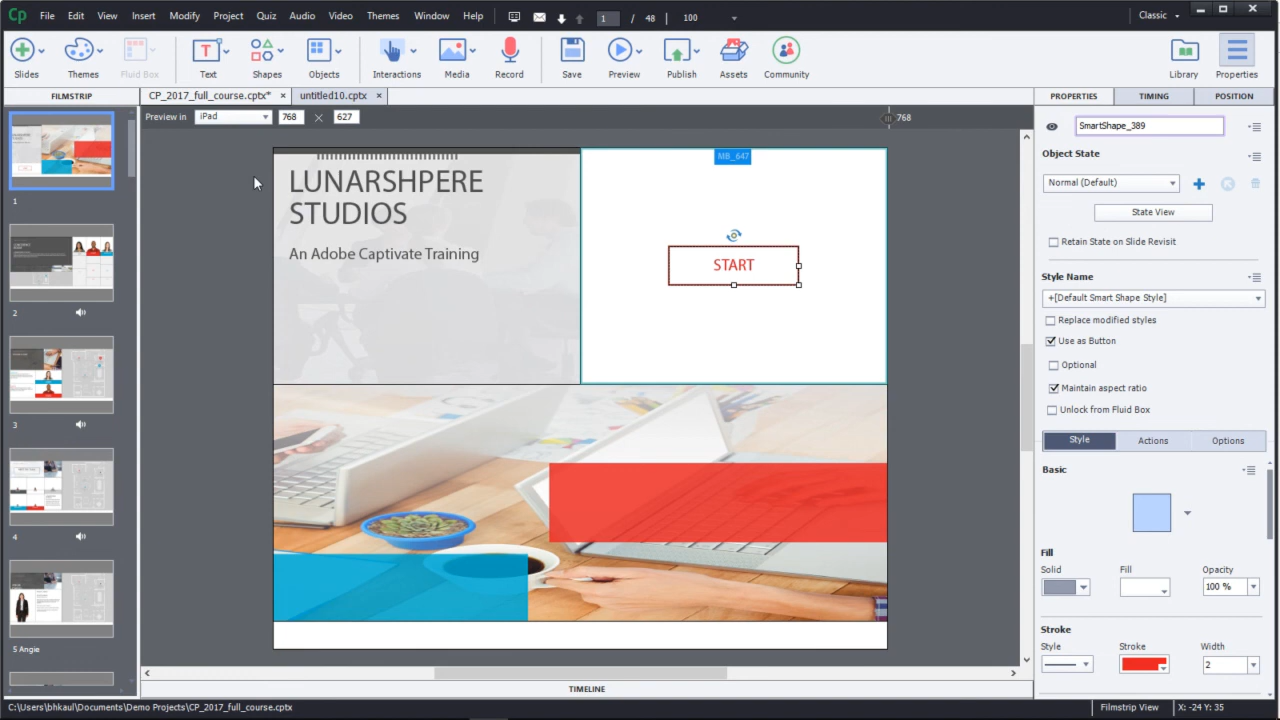 Cp File Edit View Insert Modify Project Quiz Audio Video Themes Window Help 1 / 48 100 Classic
Slides Themes Fluid Box Text Shapes Objects Interactions Media Record Save Preview Publish Assets Community Library Properties
FILMSTRIP CP_2017_full_course.cptx* × untitled10.cptx × PROPERTIES TIMING POSITION
Preview in iPad 768 627 768
SmartShape_389
Object State
Normal (Default)
State View
Retain State on Slide Revisit
Style Name
+[Default Smart Shape Style]
Replace modified styles
Use as Button
Optional
Maintain aspect ratio
Unlock from Fluid Box
Style Actions Options
Basic
Fill
Solid Fill Opacity
100 %
Stroke
Style Stroke Width
2
MB_647
LUNARSHPERE
STUDIOS
An Adobe Captivate Training
START
1
2
3
4
5 Angie
TIMELINE
C:\Users\bhkaul\Documents\Demo Projects\CP_2017_full_course.cptx Filmstrip View X: -24 Y: 35